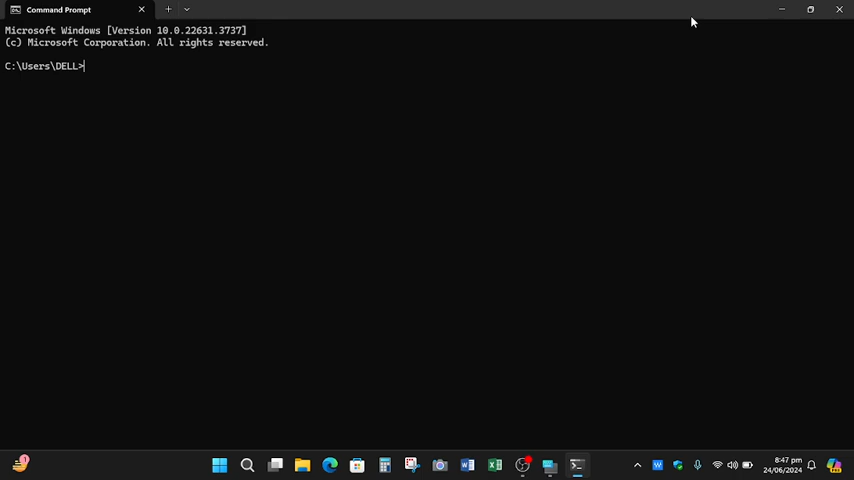 Command Prompt
Microsoft Windows [Version 10.0.22631.3737]
(c) Microsoft Corporation. All rights reserved.
C:\Users\DELL>
8:47 pm
24/06/2024
1